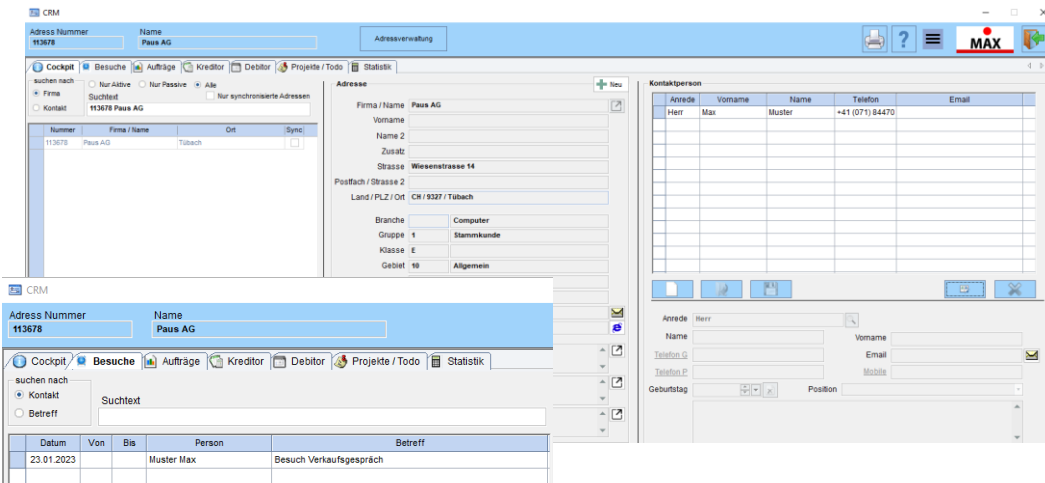 CRM
Adress Nummer Name
113678 Paus AG
Adressverwaltung
? MAX
Cockpit Besuche Aufträge Kreditor Debitor Projekte / Todo Statistik
suchen nach
Nur Aktive Nur Passive Alle
Firma
Kontakt
Suchtext Nur synchronisierte Adressen
113678 Paus AG
Nummer Firma / Name Ort Sync
113678 Paus AG Tübach
Adresse Neu
Firma / Name Paus AG
Vorname
Name 2
Zusatz
Strasse Wiesenstrasse 14
Postfach / Strasse 2
Land / PLZ / Ort CH / 9327 / Tübach
Branche Computer
Gruppe 1 Stammkunde
Klasse E
Gebiet 10 Allgemein
Kontaktperson
Anrede Vorname Name Telefon Email
Herr Max Muster +41 (071) 84470
Anrede Herr
Name Vorname
Telefon G Email
Telefon P Mobile
Geburtstag Position
CRM
Adress Nummer Name
113678 Paus AG
Cockpit Besuche Aufträge Kreditor Debitor Projekte / Todo Statistik
suchen nach
Kontakt
Betreff
Suchtext
Datum Von Bis Person Betreff
23.01.2023 Muster Max Besuch Verkaufsgespräch